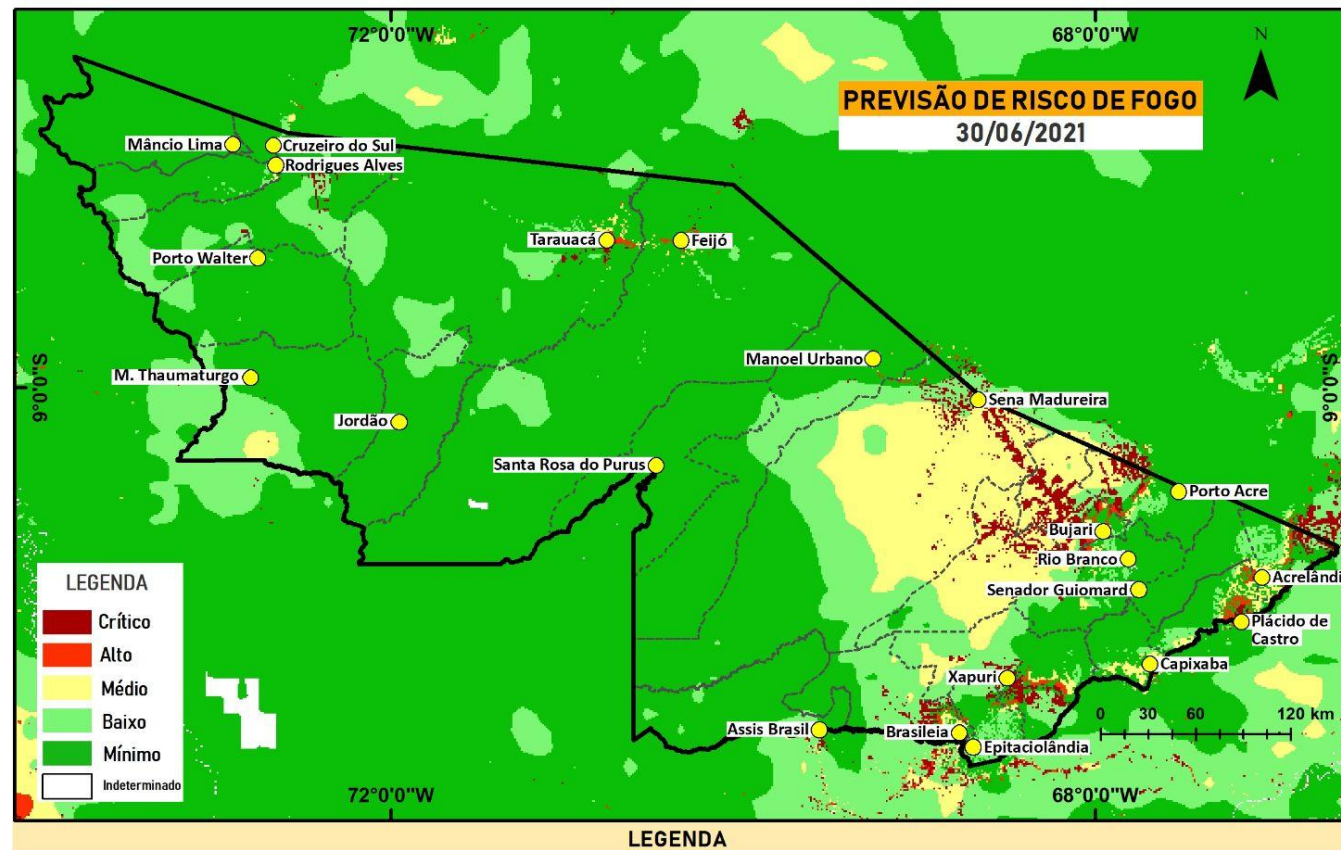 72°0'0"W
68°0'0"W
N
PREVISÃO DE RISCO DE FOGO
30/06/2021
Mâncio Lima
Cruzeiro do Sul
Rodrigues Alves
Tarauacá
Feijó
Porto Walter
Manoel Urbano
9°0'0"S
9°0'0"S
M. Thaumaturgo
Sena Madureira
Jordão
Santa Rosa do Purus
Porto Acre
Bujari
Rio Branco
Acrelândi
Senador Guiomard
Plácido de
Castro
Capixaba
Xapuri
Assis Brasil
Brasileia
Epitaciolândia
0 30 60 120 km
LEGENDA
Crítico
Alto
Médio
Baixo
Mínimo
Indeterminado
72°0'0"W
68°0'0"W
LEGENDA